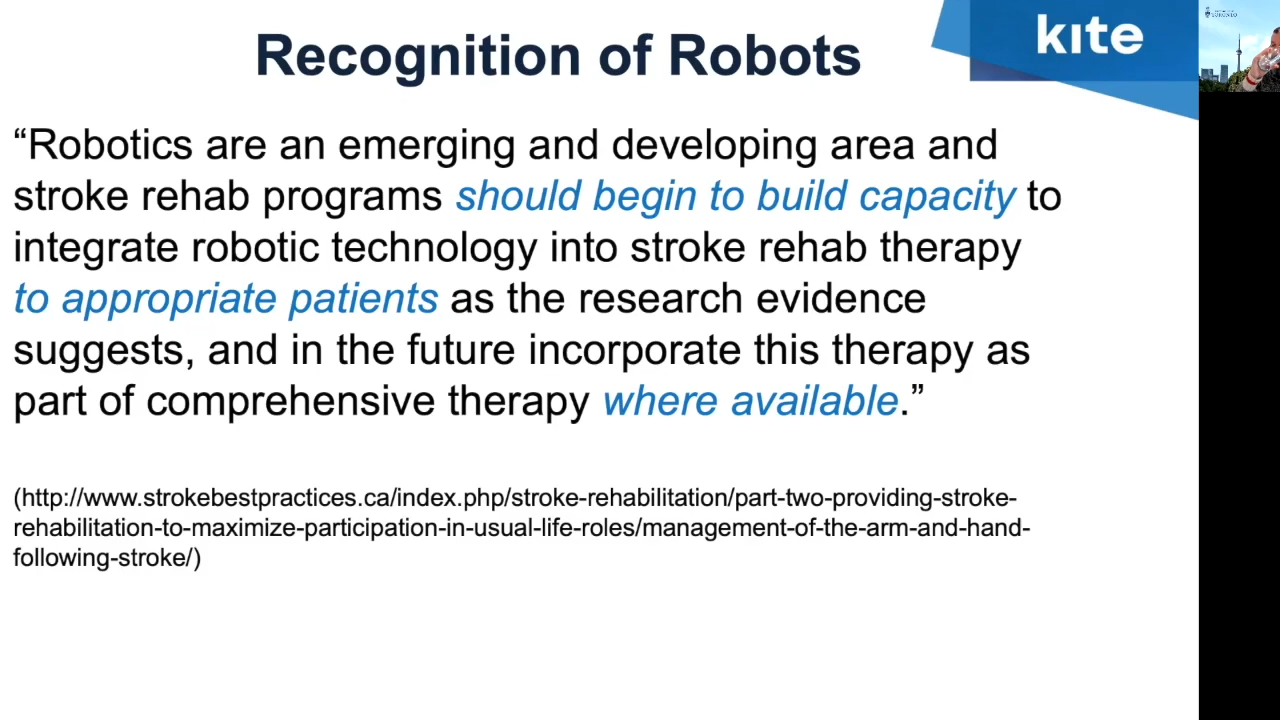 Recognition of Robots
kite
TORONTO
“Robotics are an emerging and developing area and
stroke rehab programs should begin to build capacity to
integrate robotic technology into stroke rehab therapy
to appropriate patients as the research evidence
suggests, and in the future incorporate this therapy as
part of comprehensive therapy where available.”
(http://www.strokebestpractices.ca/index.php/stroke-rehabilitation/part-two-providing-stroke-
rehabilitation-to-maximize-participation-in-usual-life-roles/management-of-the-arm-and-hand-
following-stroke/)